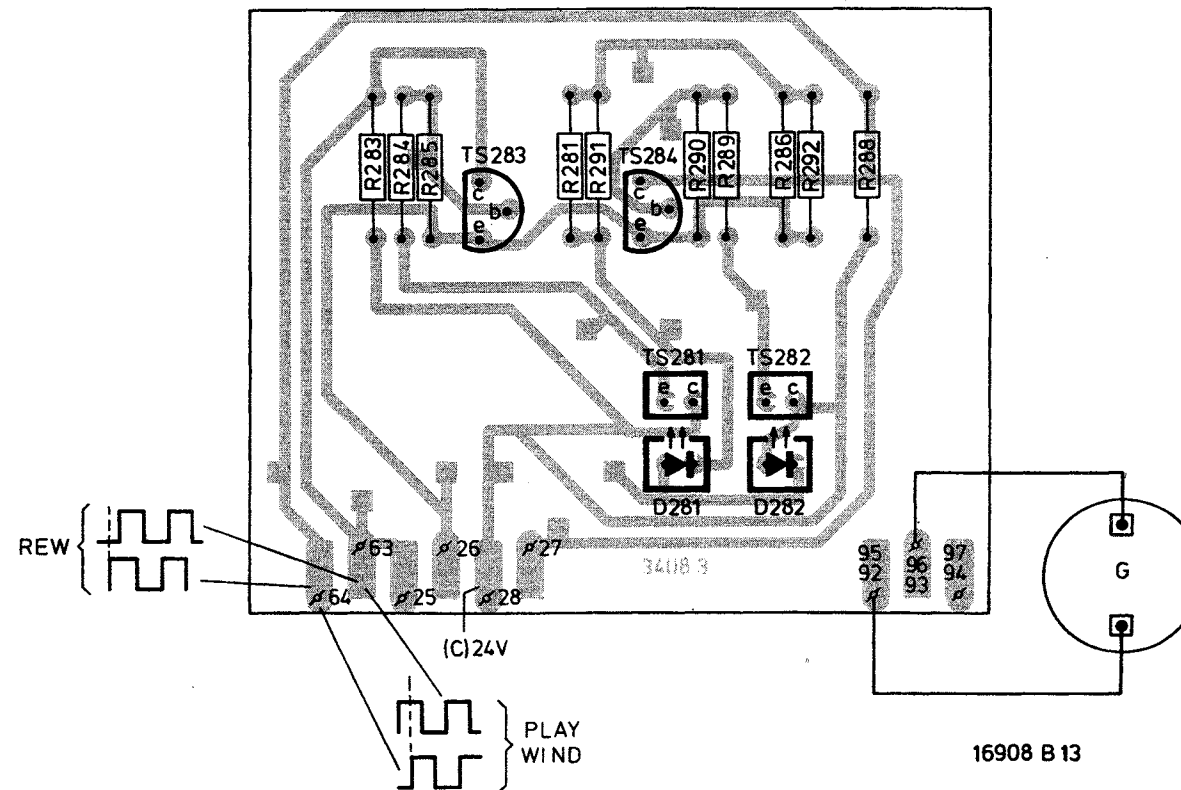 TS283
TS284
R283
R284
R285
R281
R291
R290
R289
R286
R292
R288
c
b
e
c
b
e
TS281
TS282
e c
e c
D281
D282
REW
63
26
27
64
25
28
3408 3
95
92
96
93
97
94
G
(C)24V
PLAY
WIND
16908 B 13